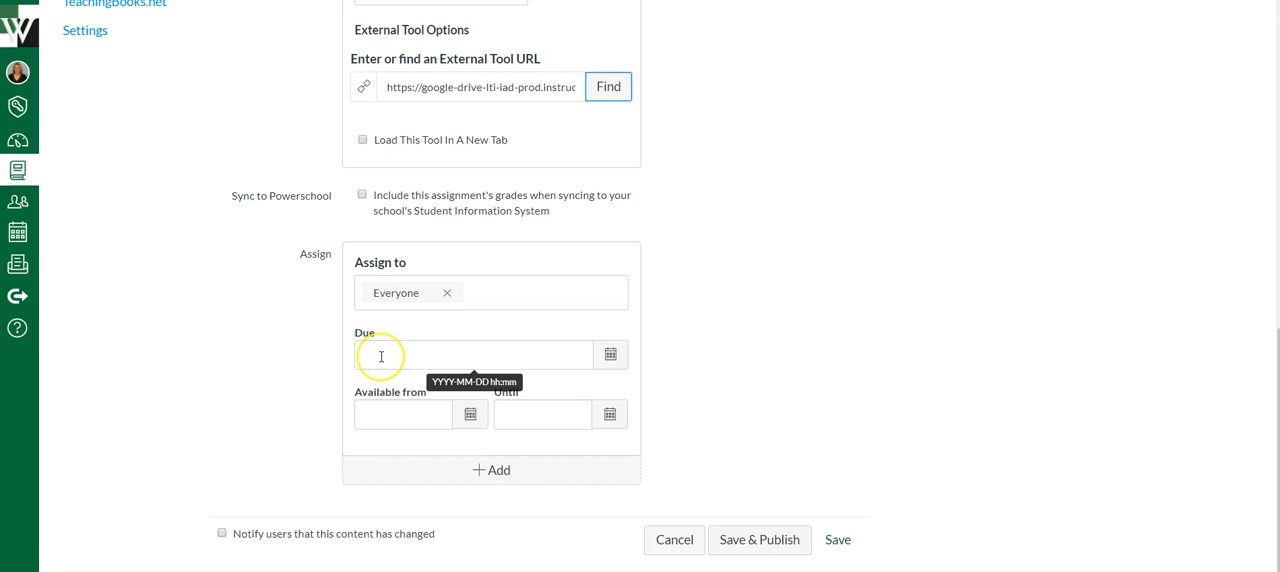 TeachingBooks.net
Settings
External Tool Options
Enter or find an External Tool URL
https://google-drive-lti-iad-prod.instruc
Find
Load This Tool In A New Tab
Sync to Powerschool
Include this assignment's grades when syncing to your
school's Student Information System
Assign
Assign to
Everyone
Due
YYYY-MM-DD hh:mm
Available from
Until
Add
Notify users that this content has changed
Cancel
Save & Publish
Save
W